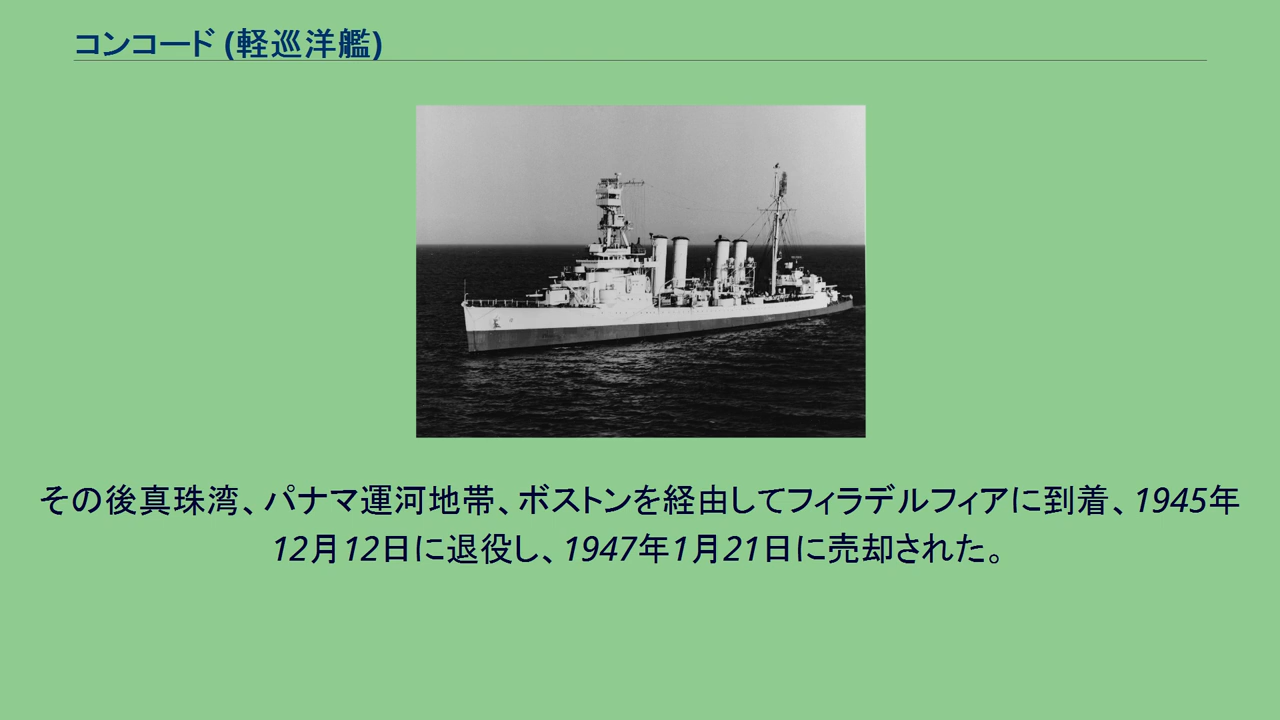 コンコード (軽巡洋艦)
その後真珠湾、パナマ運河地帯、ボストンを経由してフィラデルフィアに到着、1945年
12月12日に退役し、1947年1月21日に売却された。